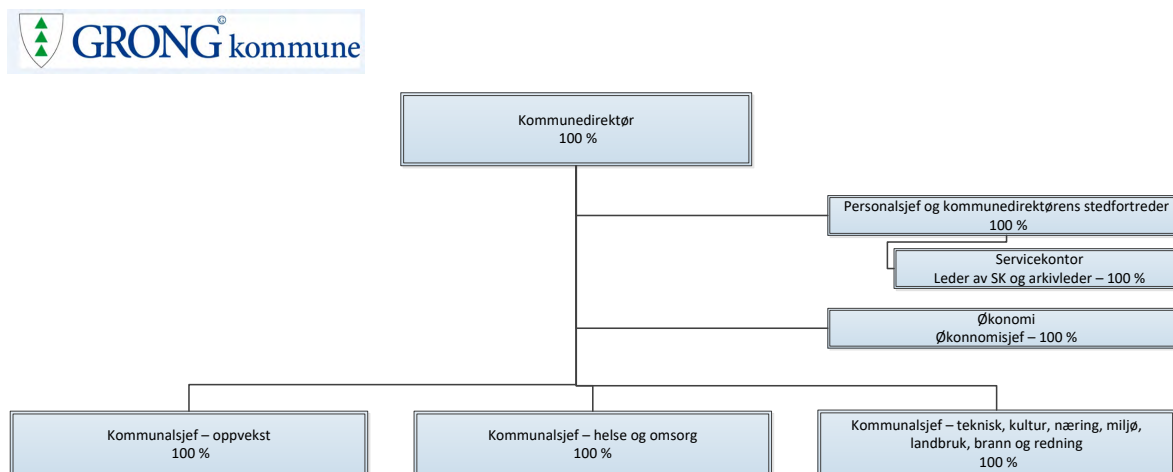 GRONG© kommune
Kommunedirektør
100 %
Personalsjef og kommunedirektørens stedfortreder
100 %
Servicekontor
Leder av SK og arkivleder – 100 %
Økonomi
Økonnomisjef – 100 %
Kommunalsjef – oppvekst
100 %
Kommunalsjef – helse og omsorg
100 %
Kommunalsjef – teknisk, kultur, næring, miljø,
landbruk, brann og redning
100 %